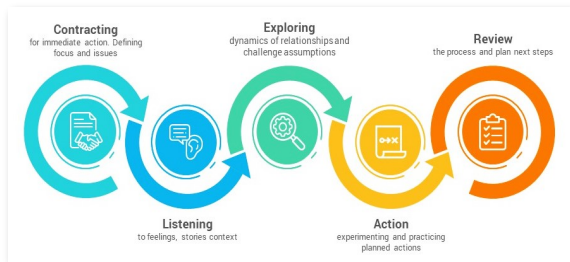 Contracting
for immediate action. Defining
focus and issues
Listening
to feelings, stories context
Exploring
dynamics of relationships and
challenge assumptions
Action
experimenting and practicing
planned actions
Review
the process and plan next steps